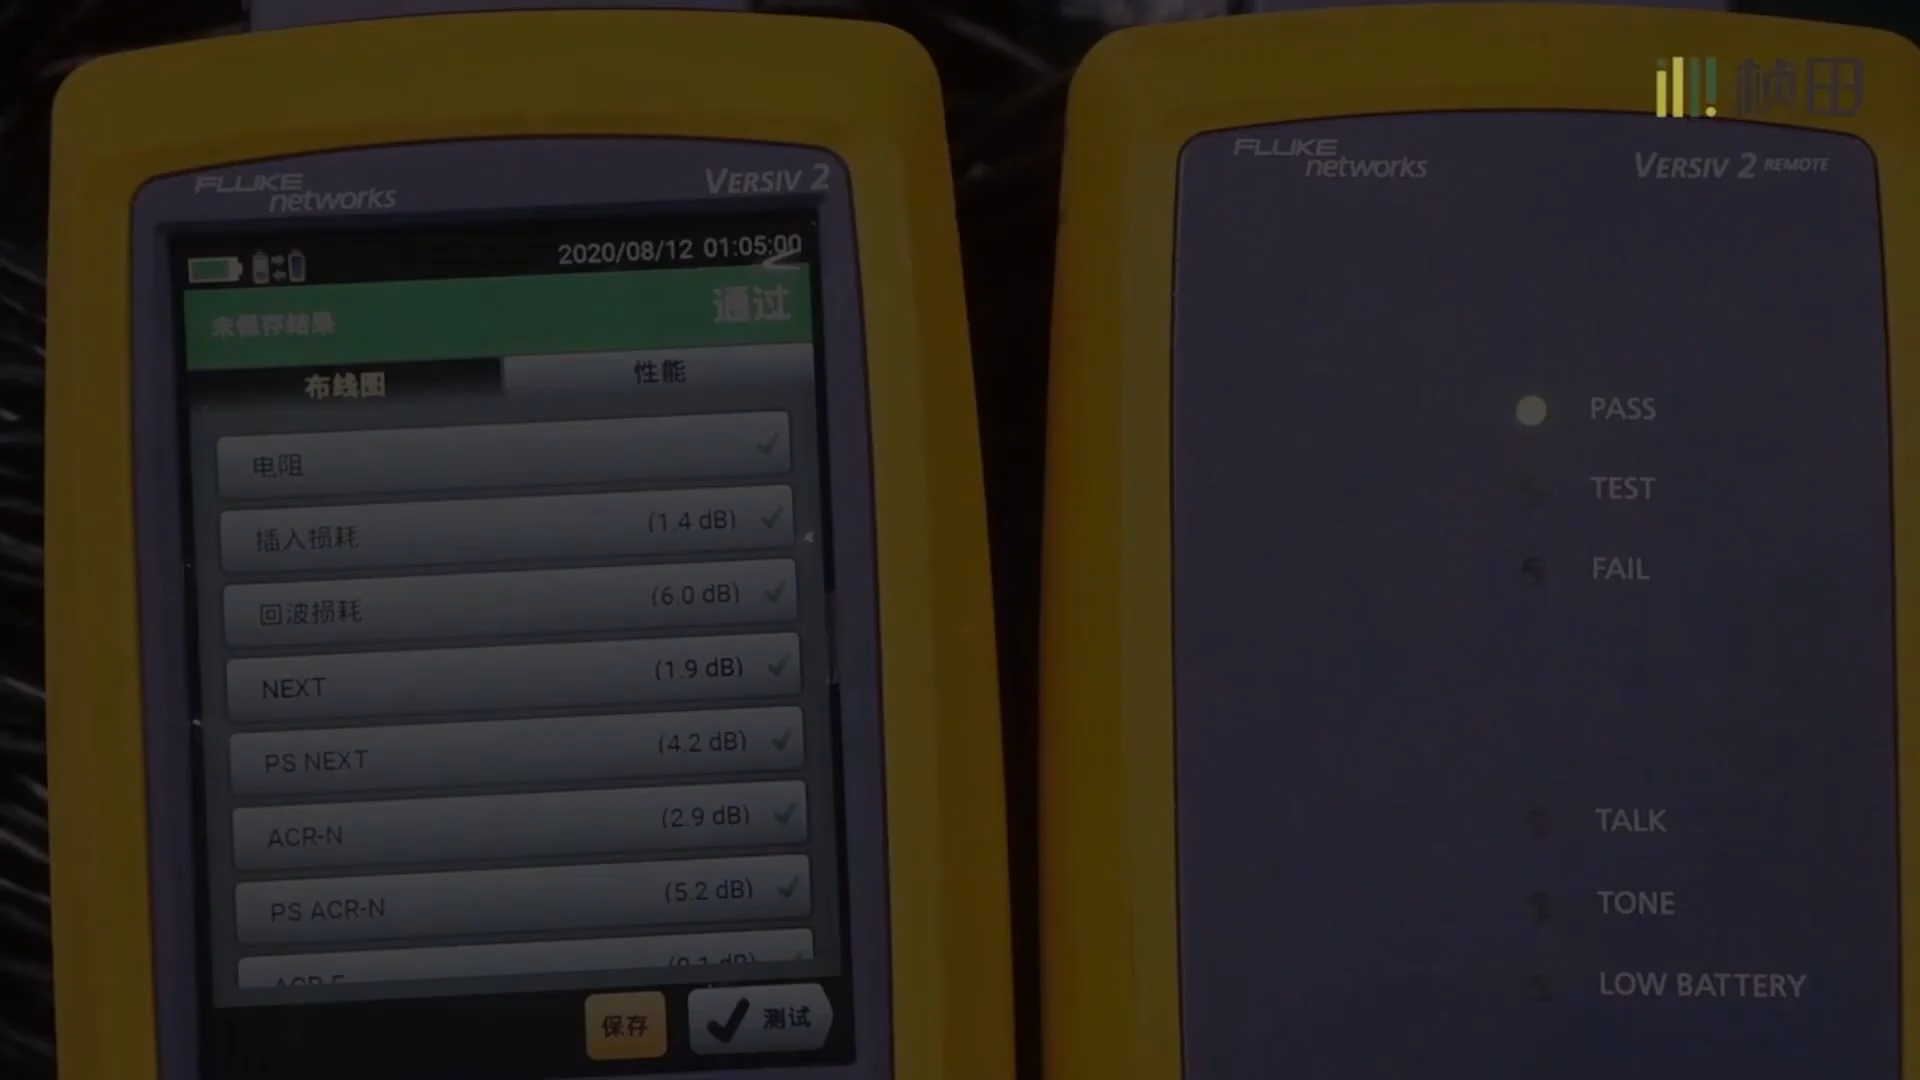 桢田
FLUKE
networks
VERSIV 2
2020/08/12 01:05:00
未保存结果
通过
布线图
性能
电阻
插入损耗 (1.4 dB)
回波损耗 (6.0 dB)
NEXT (1.9 dB)
PS NEXT (4.2 dB)
ACR-N (2.9 dB)
PS ACR-N (5.2 dB)
保存
测试
FLUKE
networks
VERSIV 2 REMOTE
PASS
TEST
FAIL
TALK
TONE
LOW BATTERY